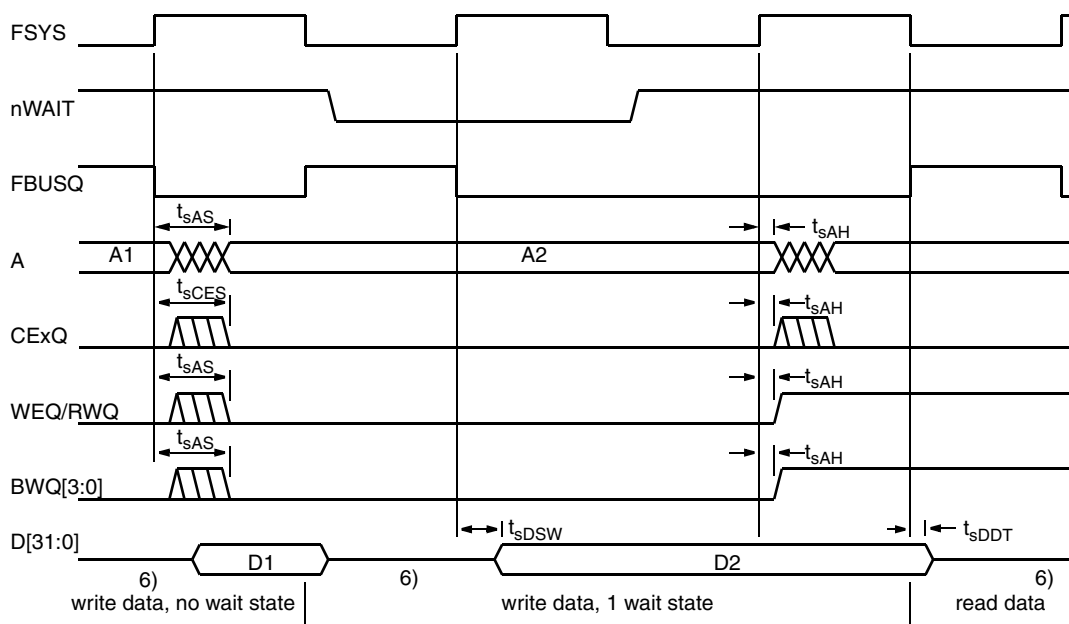 FSYS
nWAIT
FBUSQ
tsAS
A
A1
A2
tsAH
tsCES
CExQ
tsAH
tsAS
WEQ/RWQ
tsAH
tsAS
BWQ[3:0]
tsAH
D[31:0]
tsDSW
tsDDT
D1
D2
6)
6)
6)
write data, no wait state
write data, 1 wait state
read data